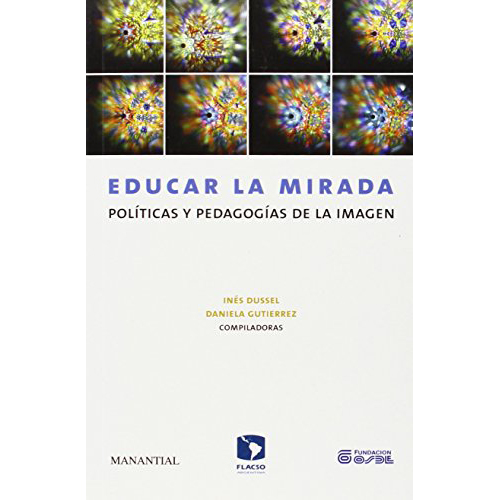 EDUCAR LA MIRADA
POLÍTICAS Y PEDAGOGÍAS DE LA IMAGEN
INÉS DUSSEL
DANIELA GUTIERREZ
COMPILADORAS
MANANTIAL
FLACSO
FUNDACION
OSDE